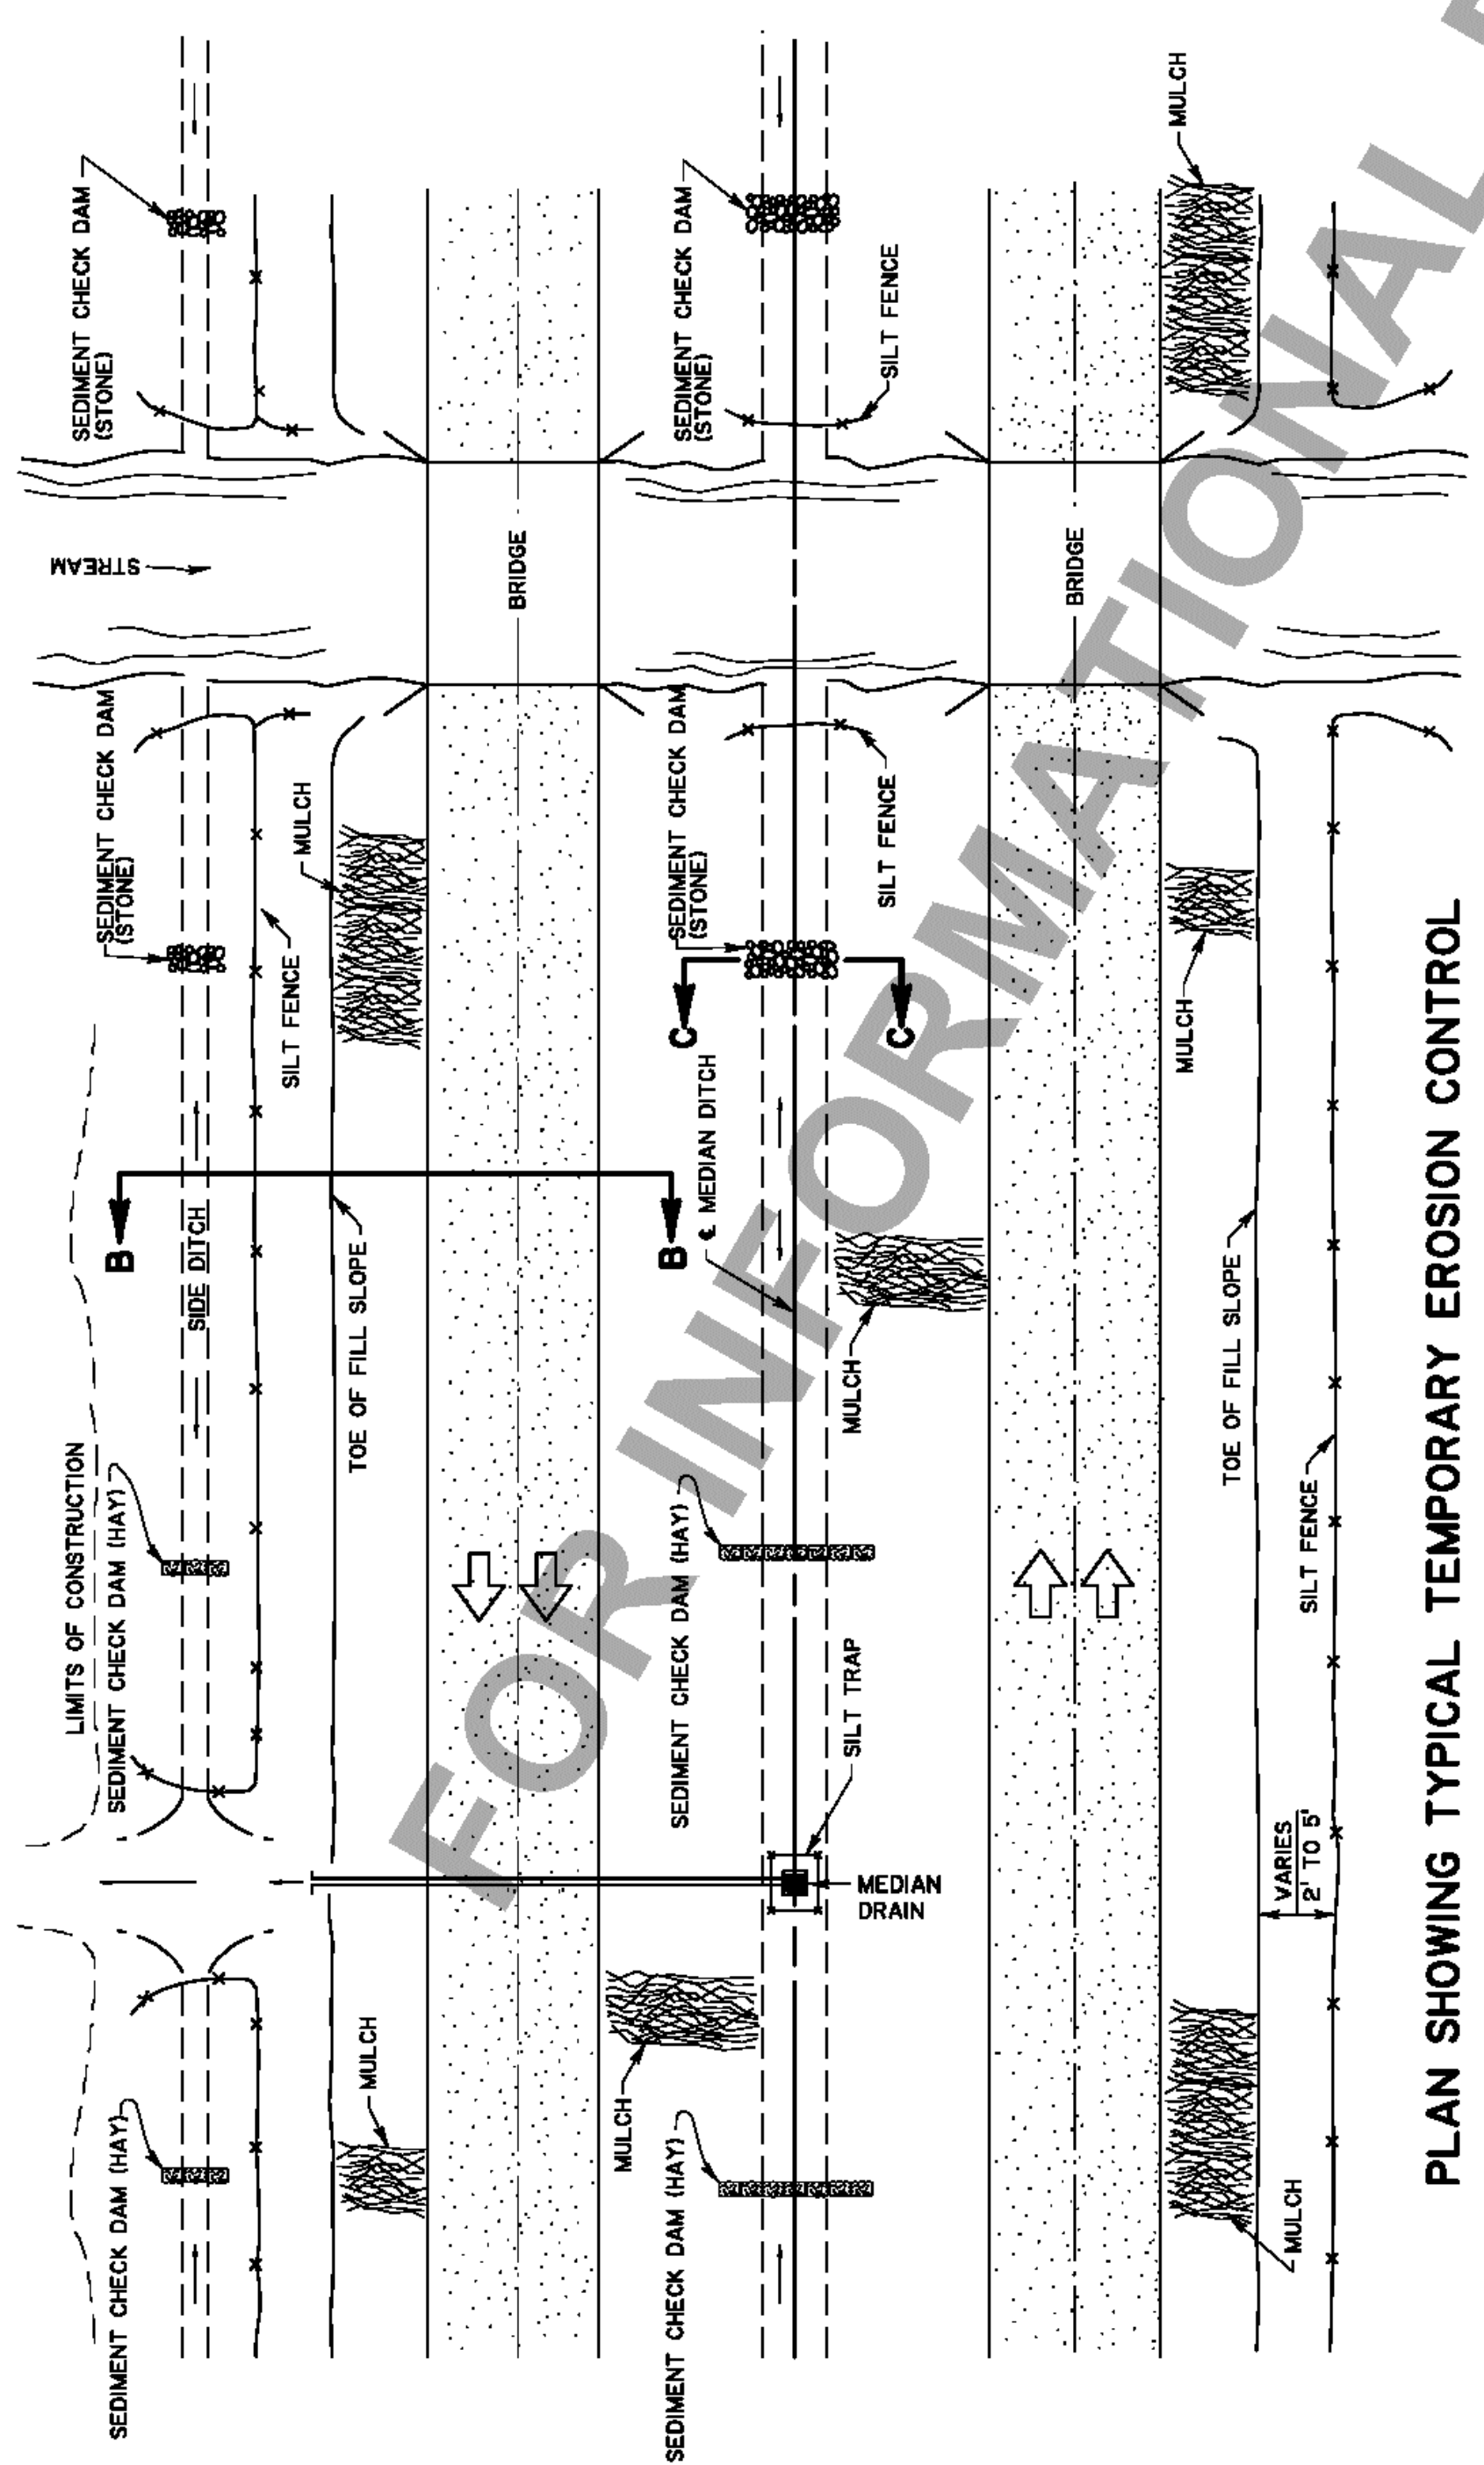 SEDIMENT CHECK DAM (HAY)
LIMITS OF CONSTRUCTION
SEDIMENT CHECK DAM (HAY)
SIDE DITCH
B
SEDIMENT CHECK DAM
(STONE)
STREAM
SEDIMENT CHECK DAM
(STONE)
MULCH
TOE OF FILL SLOPE
SILT FENCE
MULCH
BRIDGE
MULCH
SEDIMENT CHECK DAM (HAY)
SEDIMENT CHECK DAM (HAY)
B
℄ MEDIAN DITCH
C
SEDIMENT CHECK DAM
(STONE)
SEDIMENT CHECK DAM
(STONE)
MEDIAN
DRAIN
SILT TRAP
MULCH
C
SILT FENCE
SILT FENCE
BRIDGE
MULCH
MULCH
VARIES
2' TO 5'
SILT FENCE
TOE OF FILL SLOPE
MULCH
PLAN SHOWING TYPICAL TEMPORARY EROSION CONTROL
FOR INFORMATIONAL